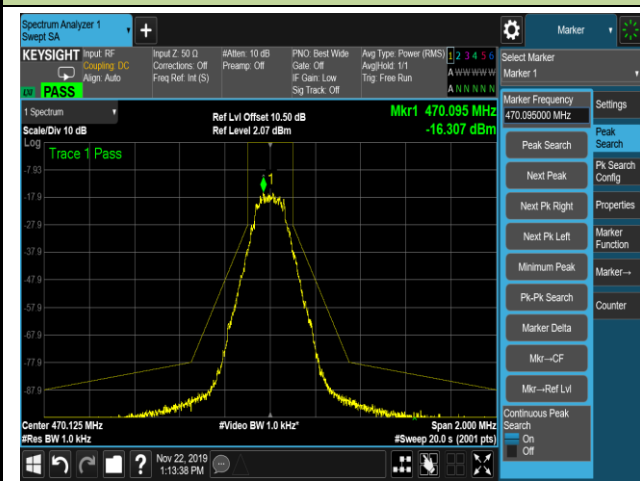 Spectrum Analyzer 1
Swept SA
KEYSIGHT
Input: RF
Coupling: DC
Align: Auto
Input Z: 50 Ω
Corrections: Off
Freq Ref: Int (S)
#Atten: 10 dB
Preamp: Off
PNO: Best Wide
Gate: Off
IF Gain: Low
Sig Track: Off
Avg Type: Power (RMS)
Avg|Hold: 1/1
Trig: Free Run
1 2 3 4 5 6
A W W W W W
A N N N N N
PASS
1 Spectrum
Scale/Div 10 dB
Ref Lvl Offset 10.50 dB
Ref Level 2.07 dBm
Mkr1 470.095 MHz
-16.307 dBm
Log
Trace 1 Pass
1
-7.93
-17.9
-27.9
-37.9
-47.9
-57.9
-67.9
-77.9
-87.9
Center 470.125 MHz
#Res BW 1.0 kHz
#Video BW 1.0 kHz*
Span 2.000 MHz
#Sweep 20.0 s (2001 pts)
Nov 22, 2019
1:13:38 PM
Marker
Select Marker
Marker 1
Marker Frequency
470.095000 MHz
Peak Search
Next Peak
Next Pk Right
Next Pk Left
Minimum Peak
Pk-Pk Search
Marker Delta
Mkr→CF
Mkr→Ref Lvl
Continuous Peak
Search
On
Off
Settings
Peak
Search
Pk Search
Config
Properties
Marker
Function
Marker→
Counter